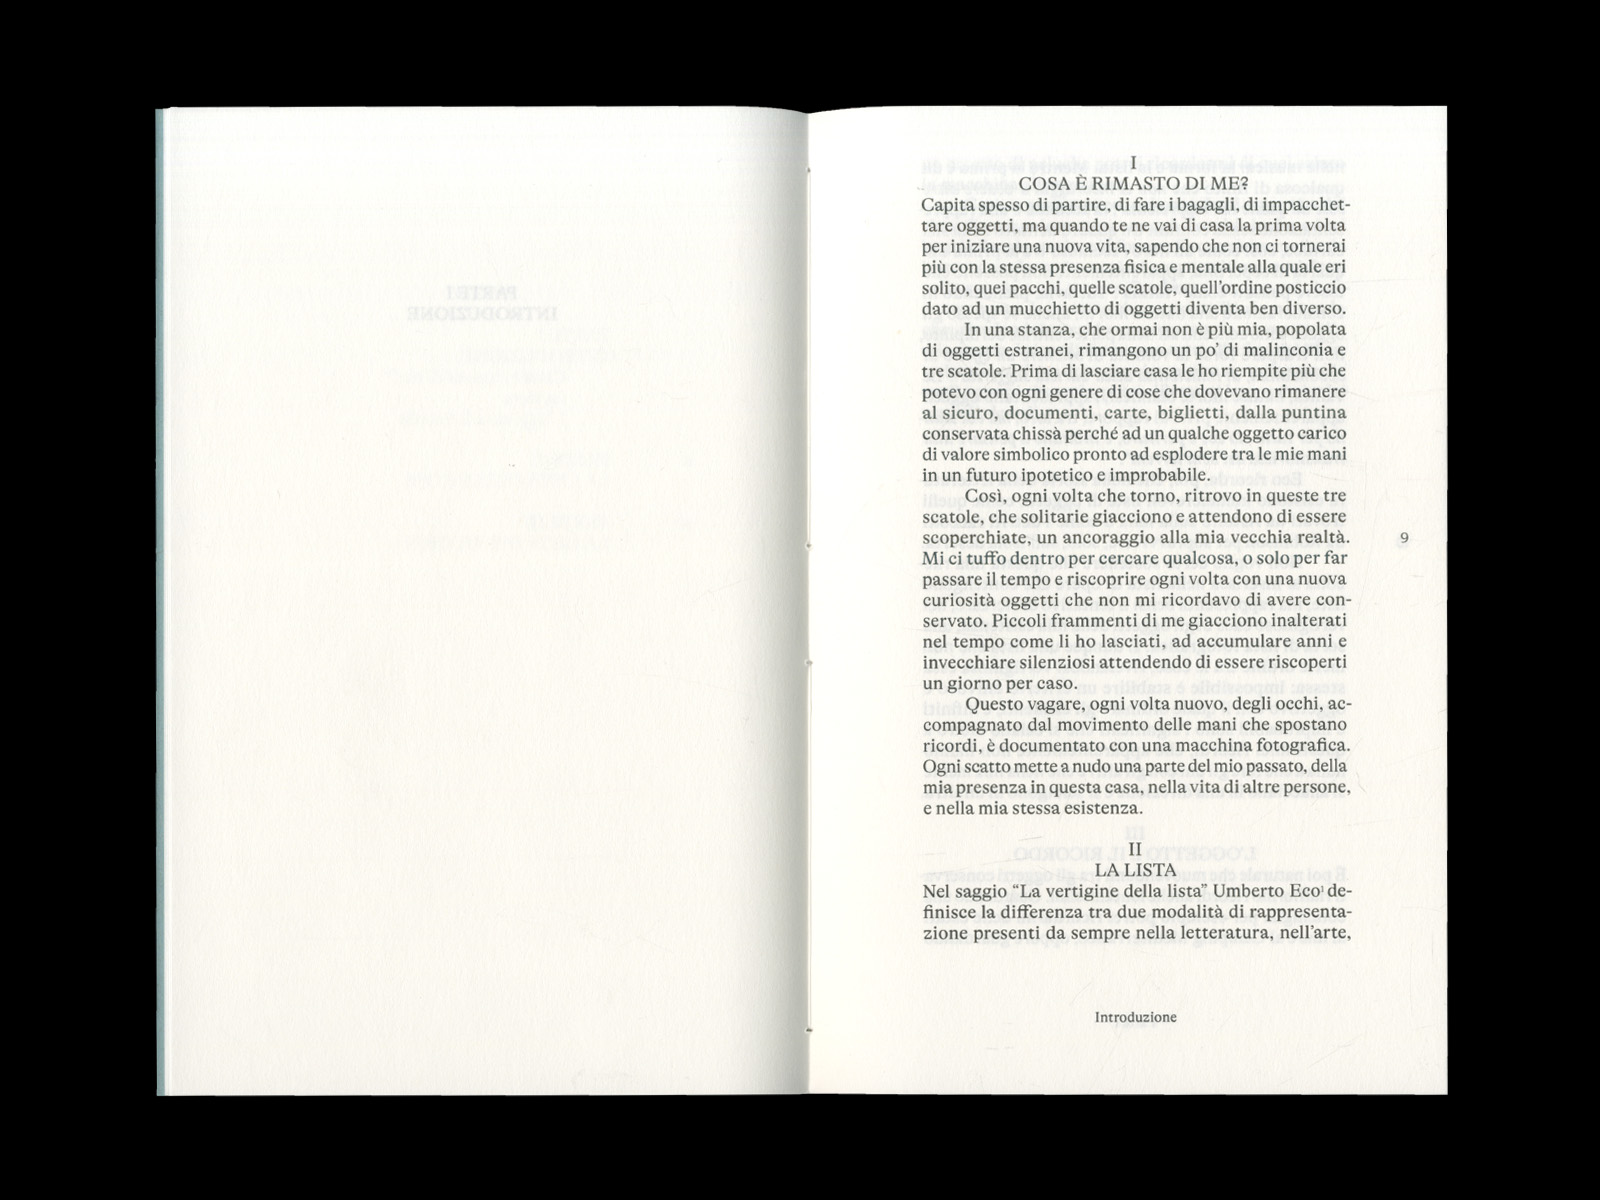 PARTE I
INTRODUZIONE
I
COSA È RIMASTO DI ME?
Capita spesso di partire, di fare i bagagli, di impacchet-
tare oggetti, ma quando te ne vai di casa la prima volta
per iniziare una nuova vita, sapendo che non ci tornerai
più con la stessa presenza fisica e mentale alla quale eri
solito, quei pacchi, quelle scatole, quell’ordine posticcio
dato ad un mucchietto di oggetti diventa ben diverso.
In una stanza, che ormai non è più mia, popolata
di oggetti estranei, rimangono un po’ di malinconia e
tre scatole. Prima di lasciare casa le ho riempite più che
potevo con ogni genere di cose che dovevano rimanere
al sicuro, documenti, carte, biglietti, dalla puntina
conservata chissà perché ad un qualche oggetto carico
di valore simbolico pronto ad esplodere tra le mie mani
in un futuro ipotetico e improbabile.
Così, ogni volta che torno, ritrovo in queste tre
scatole, che solitarie giacciono e attendono di essere
scoperchiate, un ancoraggio alla mia vecchia realtà.
Mi ci tuffo dentro per cercare qualcosa, o solo per far
passare il tempo e riscoprire ogni volta con una nuova
curiosità oggetti che non mi ricordavo di avere con-
servato. Piccoli frammenti di me giacciono inalterati
nel tempo come li ho lasciati, ad accumulare anni e
invecchiare silenziosi attendendo di essere riscoperti
un giorno per caso.
Questo vagare, ogni volta nuovo, degli occhi, ac-
compagnato dal movimento delle mani che spostano
ricordi, è documentato con una macchina fotografica.
Ogni scatto mette a nudo una parte del mio passato, della
mia presenza in questa casa, nella vita di altre persone,
e nella mia stessa esistenza.
II
LA LISTA
Nel saggio “La vertigine della lista” Umberto Eco¹ de-
finisce la differenza tra due modalità di rappresenta-
zione presenti da sempre nella letteratura, nell’arte,
9
Introduzione